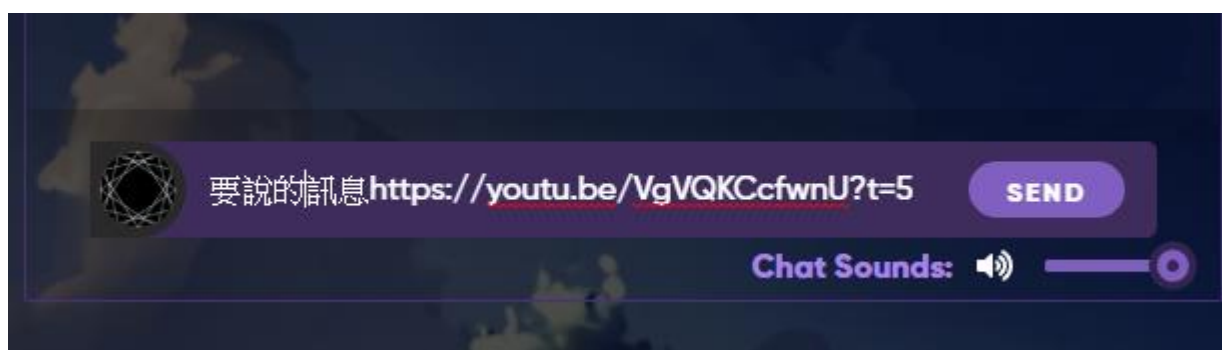 要說的訊息https://youtu.be/VgVQKCcfwnU?t=5
SEND
Chat Sounds: